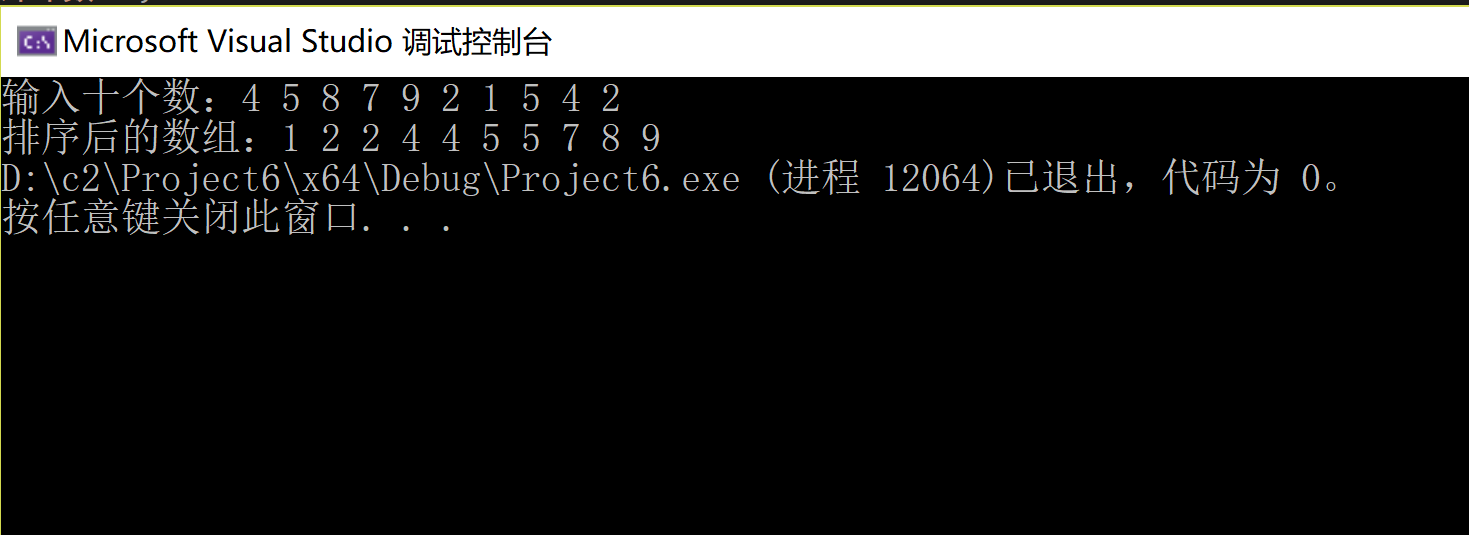 Microsoft Visual Studio 调试控制台
输入十个数：4 5 8 7 9 2 1 5 4 2
排序后的数组：1 2 2 4 4 5 5 7 8 9
D:\c2\Project6\x64\Debug\Project6.exe (进程 12064)已退出，代码为 0。
按任意键关闭此窗口. . .